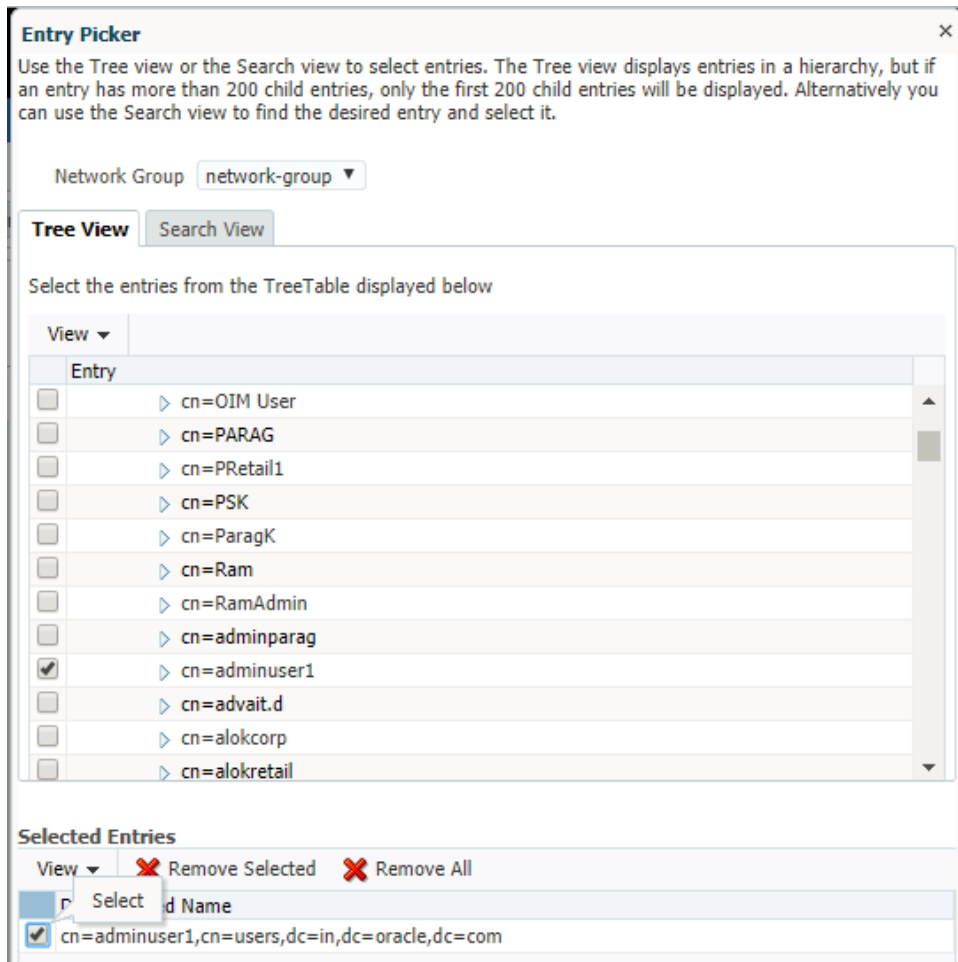 Entry Picker
Use the Tree view or the Search view to select entries. The Tree view displays entries in a hierarchy, but if
an entry has more than 200 child entries, only the first 200 child entries will be displayed. Alternatively you
can use the Search view to find the desired entry and select it.
Network Group network-group
Tree View Search View
Select the entries from the TreeTable displayed below
View
Entry
cn=OIM User
cn=PARAG
cn=PRetail1
cn=PSK
cn=ParagK
cn=Ram
cn=RamAdmin
cn=adminparag
cn=adminuser1
cn=advait.d
cn=alokcorp
cn=alokretail
Selected Entries
View Remove Selected Remove All
Select
Name
cn=adminuser1,cn=users,dc=in,dc=oracle,dc=com